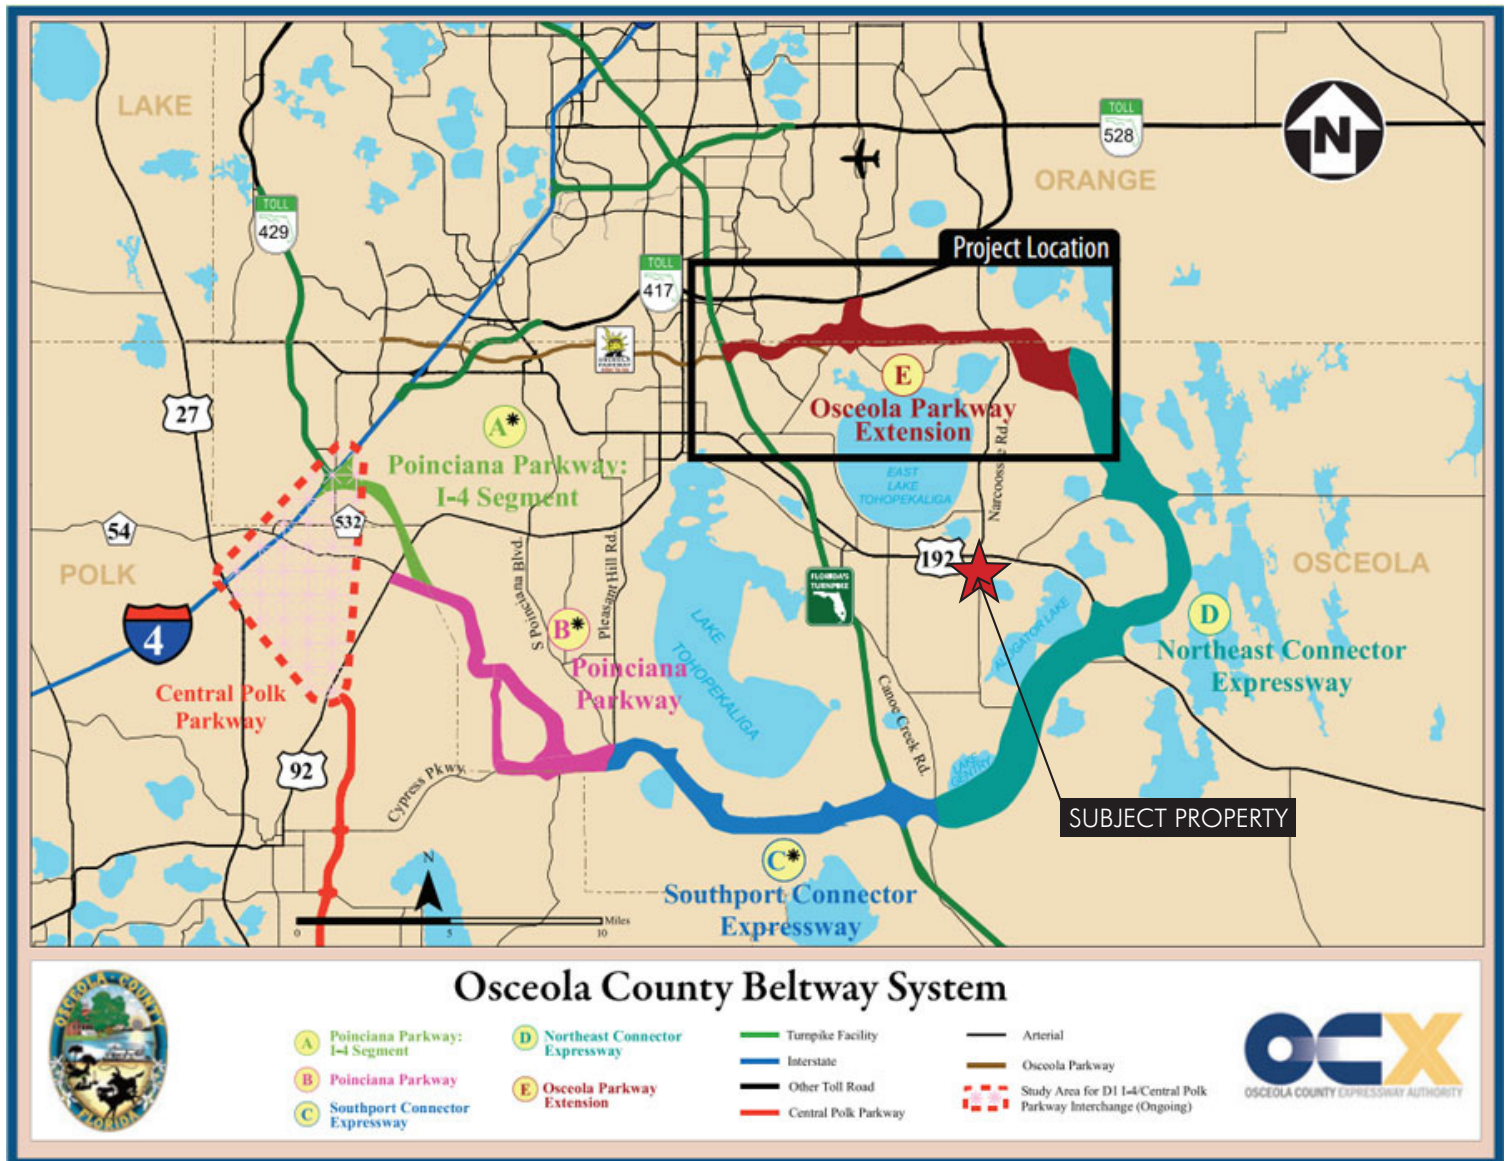 LAKE
TOLL
528
N
ORANGE
TOLL
429
Project Location
TOLL
417
OSCEOLA
PARKWAY
E
27
A*
Osceola Parkway
Extension
Narcoossee Rd.
Poinciana Parkway:
I-4 Segment
EAST
LAKE
TOHOPEKALIGA
54
532
192
OSCEOLA
POLK
S Poinciana Blvd.
Pleasant Hill Rd.
FLORIDA'S
TURNPIKE
4
B*
LAKE
TOHOPEKALIGA
ALLIGATOR LAKE
D
Northeast Connector
Expressway
Poinciana
Parkway
Central Polk
Parkway
Canoe Creek Rd.
92
Cypress Pkwy.
LAKE
GENTRY
SUBJECT PROPERTY
C*
Southport Connector
Expressway
N
0 5 10 Miles
Osceola County Beltway System
OSCEOLA COUNTY
FLORIDA
A Poinciana Parkway:
I-4 Segment
B Poinciana Parkway
C Southport Connector
Expressway
D Northeast Connector
Expressway
E Osceola Parkway
Extension
Turnpike Facility
Interstate
Other Toll Road
Central Polk Parkway
Arterial
Osceola Parkway
Study Area for D1 I-4/Central Polk
Parkway Interchange (Ongoing)
OCX
OSCEOLA COUNTY EXPRESSWAY AUTHORITY